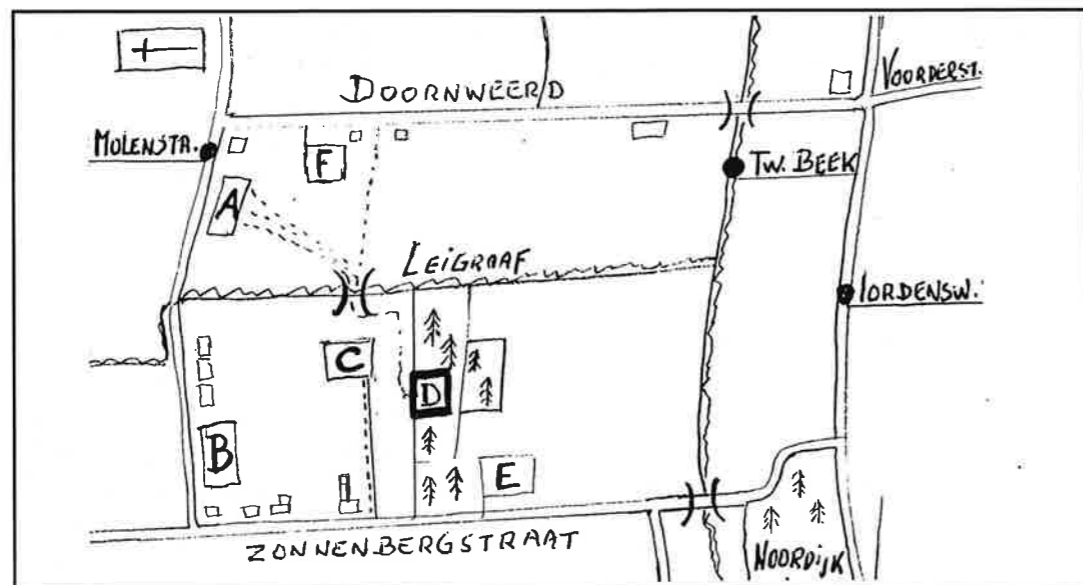 DOORNWEERD
VOORDERST.
MOLENSTR.
F
TW. BEEK
A
LEIGRAAF
IORDENSW.
C
D
B
E
ZONNENBERGSTRAAT
NOORDIJK